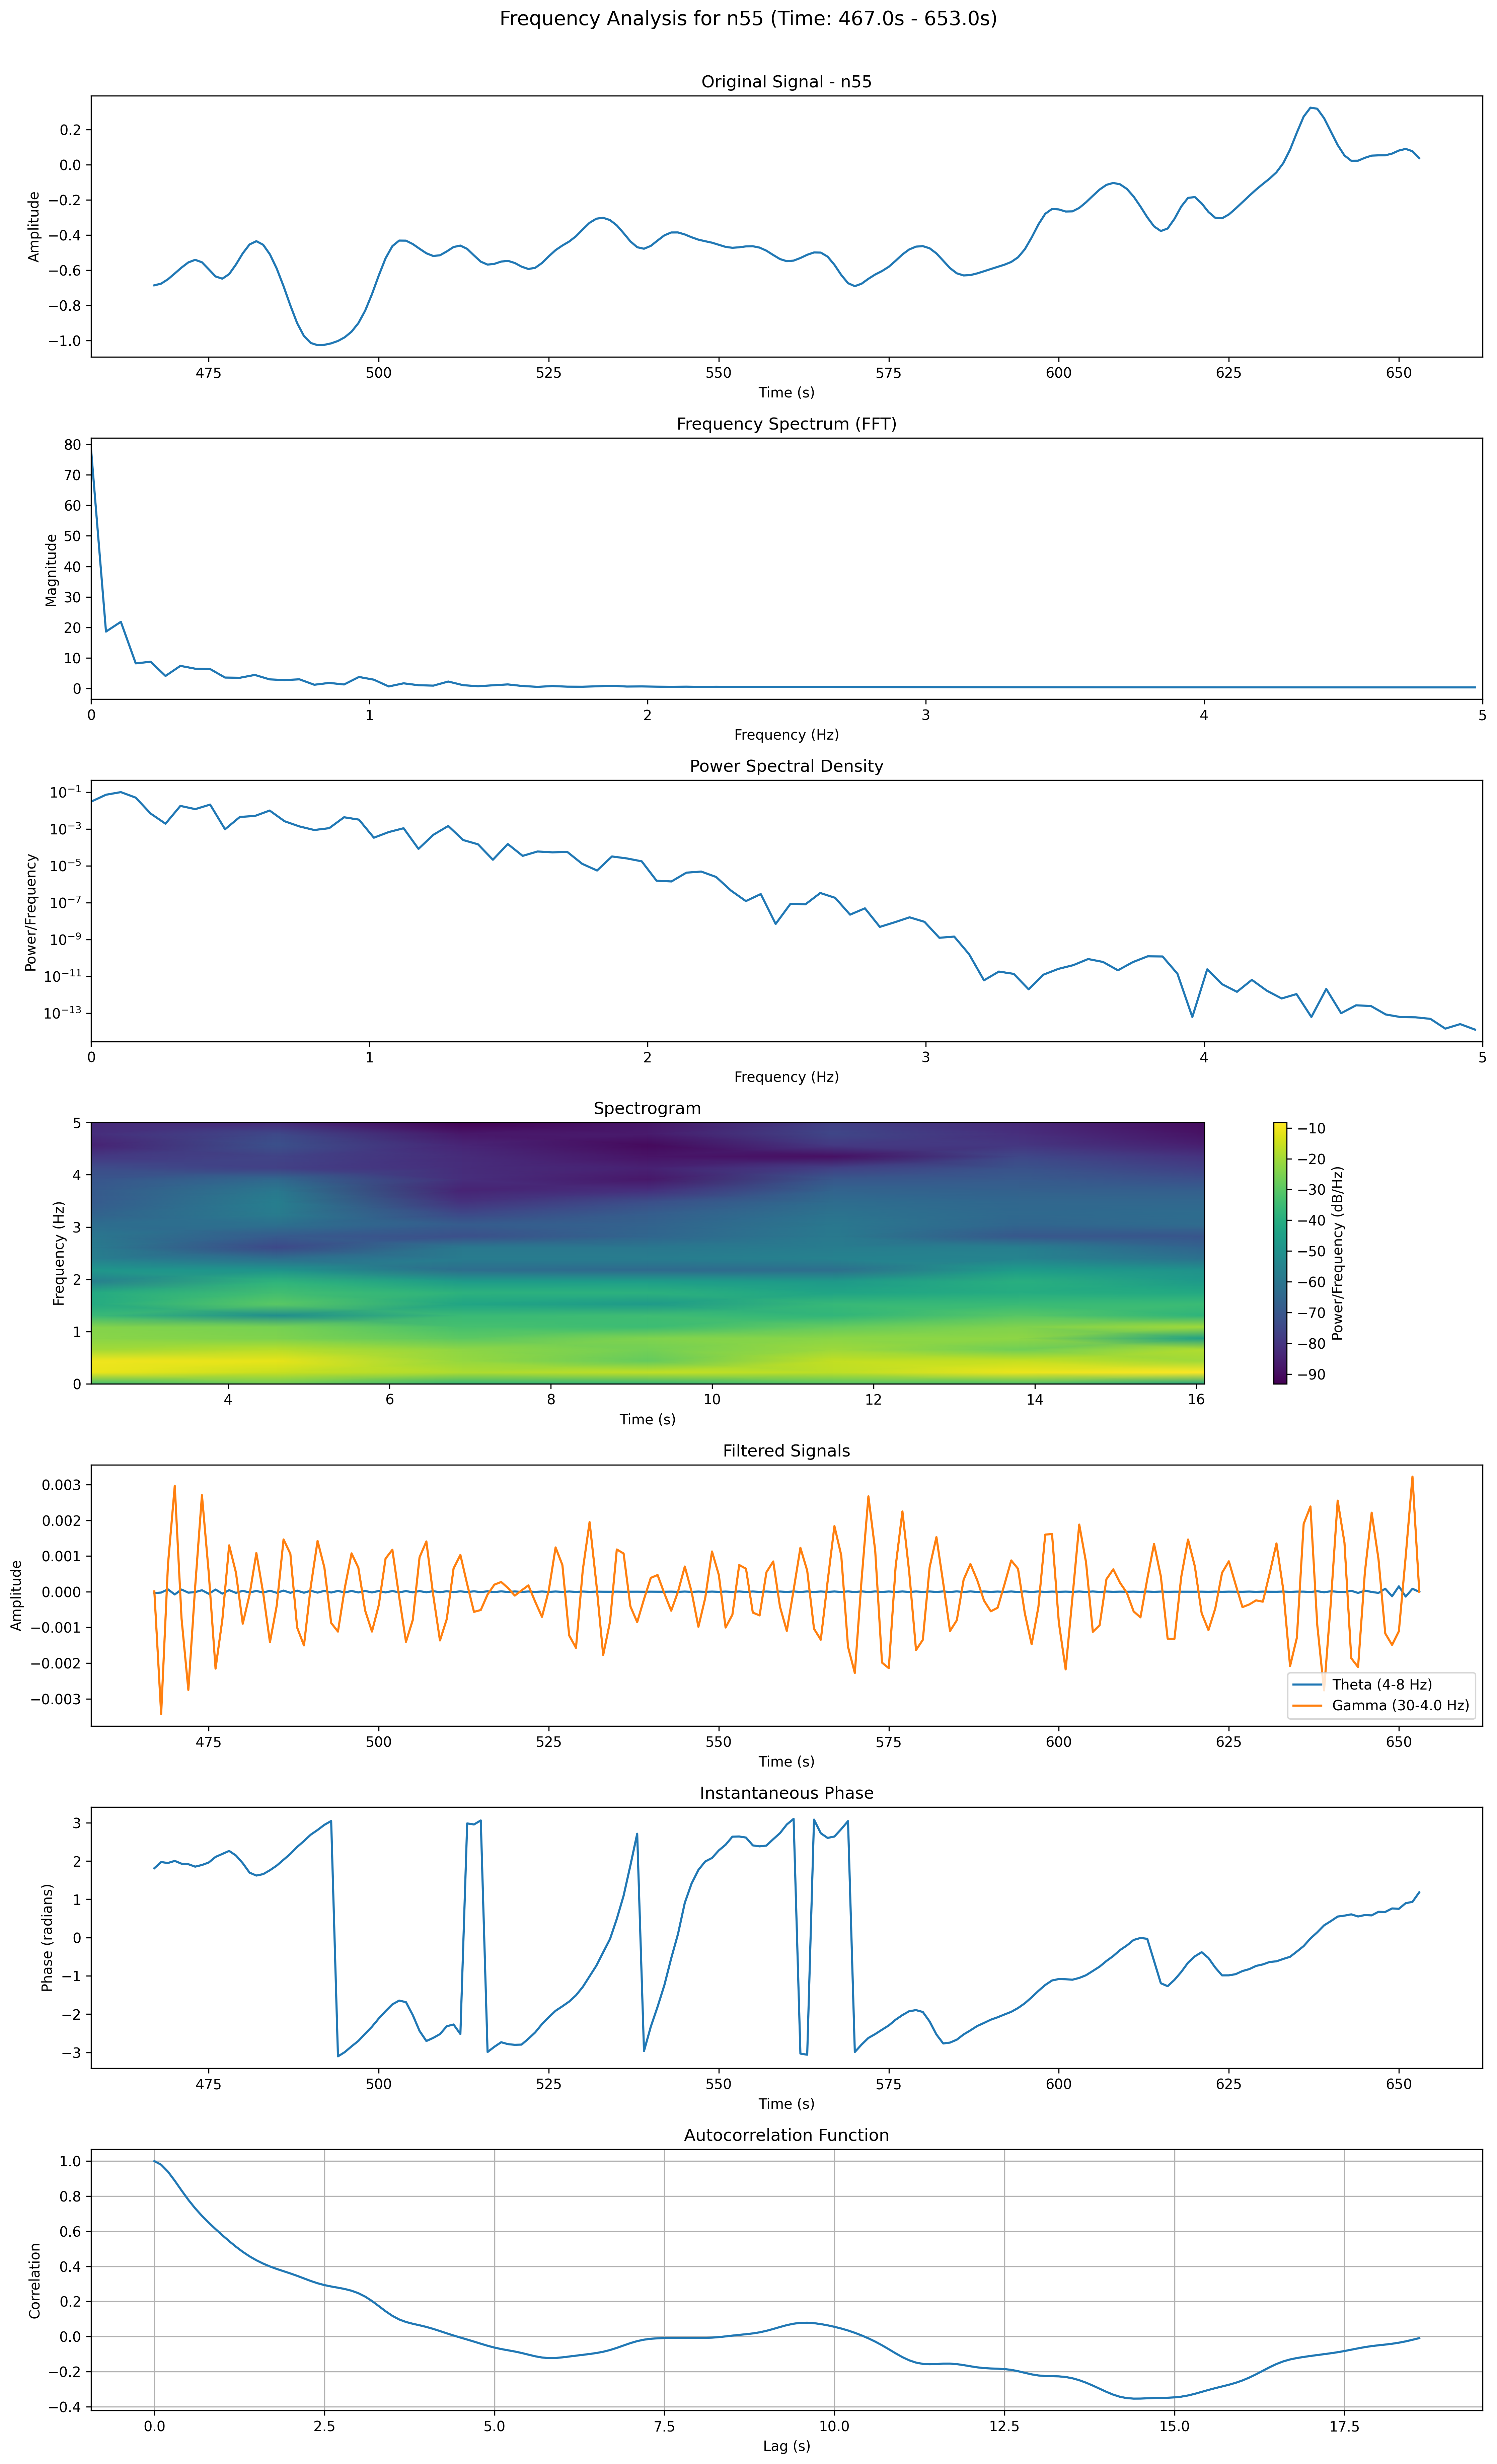 Frequency Analysis for n55 (Time: 467.0s - 653.0s)
Original Signal - n55
Amplitude
0.2
0.0
−0.2
−0.4
−0.6
−0.8
−1.0
475 500 525 550 575 600 625 650
Time (s)
Frequency Spectrum (FFT)
Magnitude
80
70
60
50
40
30
20
10
0
0 1 2 3 4 5
Frequency (Hz)
Power Spectral Density
Power/Frequency
10⁻¹
10⁻³
10⁻⁵
10⁻⁷
10⁻⁹
10⁻¹¹
10⁻¹³
0 1 2 3 4 5
Frequency (Hz)
Spectrogram
Frequency (Hz)
5
4
3
2
1
0
4 6 8 10 12 14 16
Time (s)
−10
−20
−30
−40
−50
−60
−70
−80
−90
Power/Frequency (dB/Hz)
Filtered Signals
Amplitude
0.003
0.002
0.001
0.000
−0.001
−0.002
−0.003
Theta (4-8 Hz)
Gamma (30-4.0 Hz)
475 500 525 550 575 600 625 650
Time (s)
Instantaneous Phase
Phase (radians)
3
2
1
0
−1
−2
−3
475 500 525 550 575 600 625 650
Time (s)
Autocorrelation Function
Correlation
1.0
0.8
0.6
0.4
0.2
0.0
−0.2
−0.4
0.0 2.5 5.0 7.5 10.0 12.5 15.0 17.5
Lag (s)